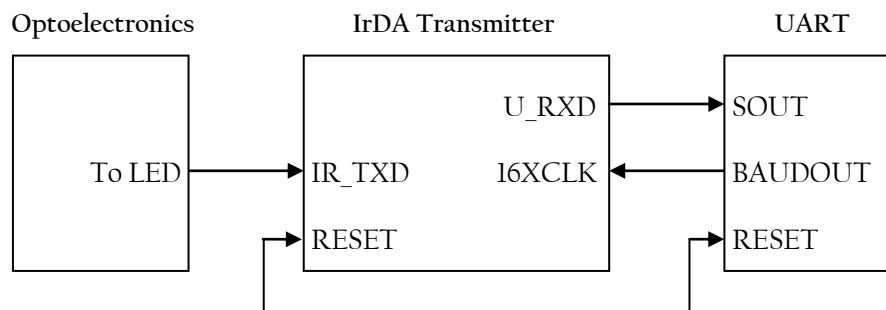 Optoelectronics IrDA Transmitter UART
U_RXD SOUT
To LED IR_TXD 16XCLK BAUDOUT
RESET RESET